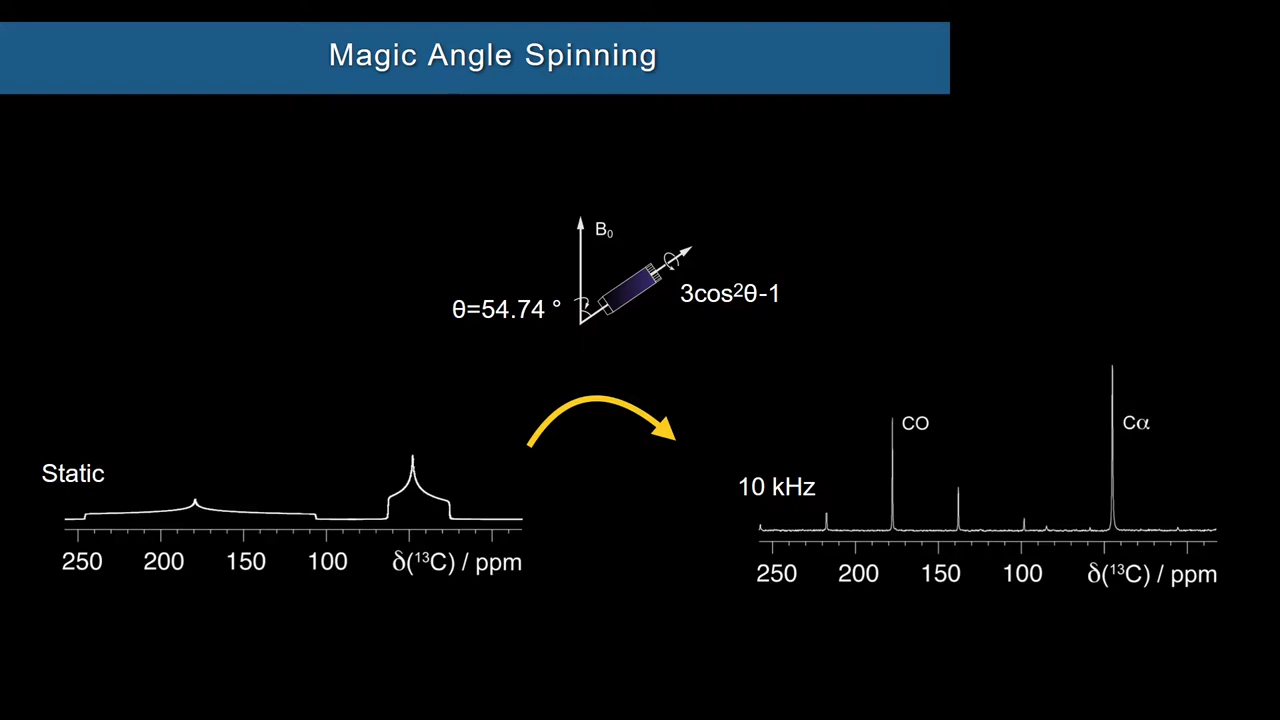 Magic Angle Spinning
B₀
θ=54.74 °
3cos²θ-1
Static
250 200 150 100 δ(¹³C) / ppm
CO
Cα
10 kHz
250 200 150 100 δ(¹³C) / ppm